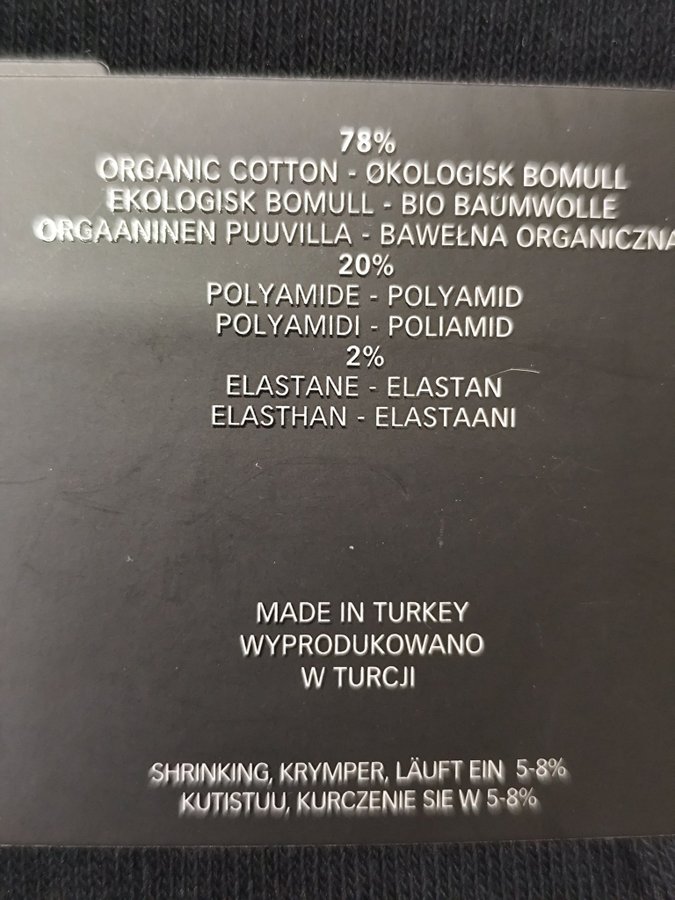 78%
ORGANIC COTTON - ØKOLOGISK BOMULL
EKOLOGISK BOMULL - BIO BAUMWOLLE
ORGAANINEN PUUVILLA - BAWEŁNA ORGANICZNA
20%
POLYAMIDE - POLYAMID
POLYAMIDI - POLIAMID
2%
ELASTANE - ELASTAN
ELASTHAN - ELASTAANI
MADE IN TURKEY
WYPRODUKOWANO
W TURCJI
SHRINKING, KRYMPER, LÄUFT EIN 5-8%
KUTISTUU, KURCZENIE SIE W 5-8%